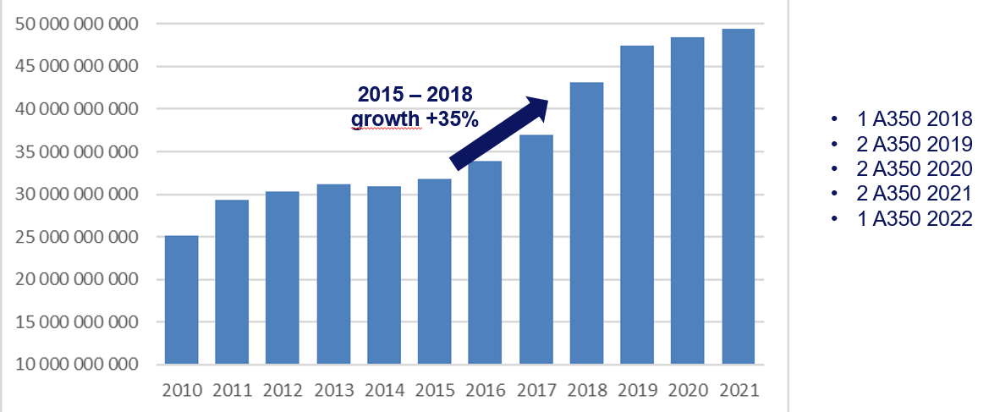 50 000 000 000
45 000 000 000
40 000 000 000
35 000 000 000
30 000 000 000
25 000 000 000
20 000 000 000
15 000 000 000
10 000 000 000
2015 – 2018
growth +35%
2010 2011 2012 2013 2014 2015 2016 2017 2018 2019 2020 2021
• 1 A350 2018
• 2 A350 2019
• 2 A350 2020
• 2 A350 2021
• 1 A350 2022